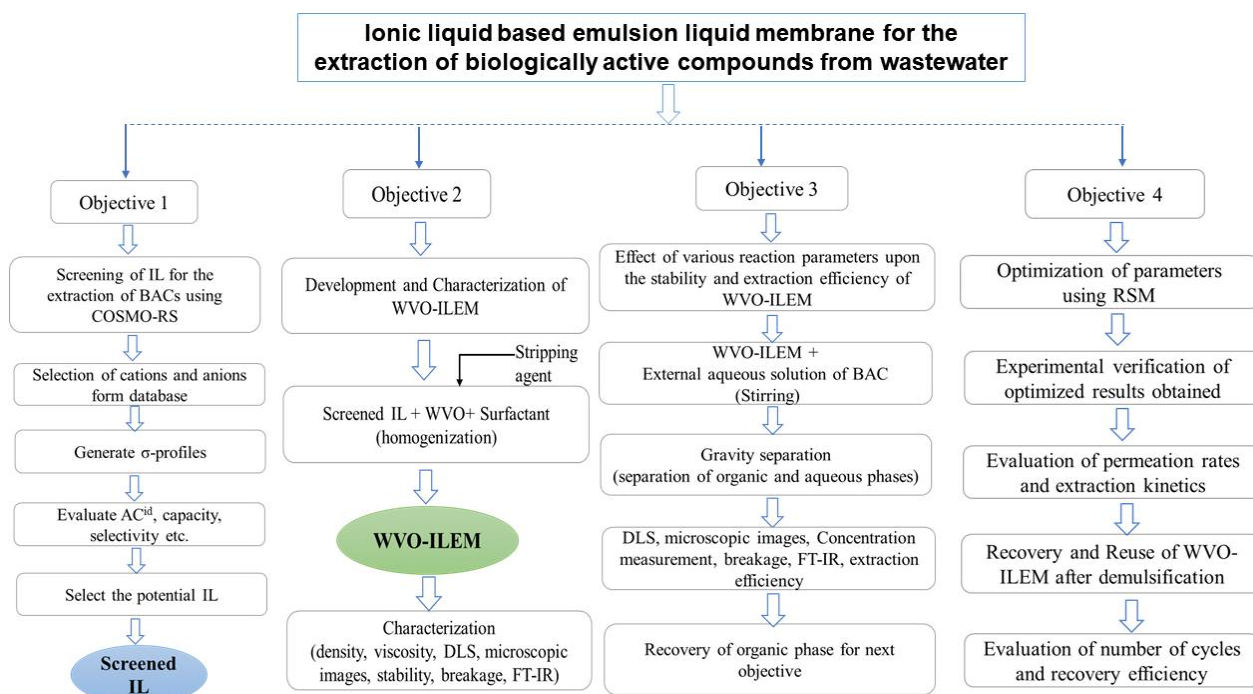 Ionic liquid based emulsion liquid membrane for the
extraction of biologically active compounds from wastewater
Objective 1
Screening of IL for the
extraction of BACs using
COSMO-RS
Selection of cations and anions
form database
Generate σ-profiles
Evaluate ACⁱᵈ, capacity,
selectivity etc.
Select the potential IL
Screened
IL
Objective 2
Development and Characterization of
WVO-ILEM
Stripping
agent
Screened IL + WVO+ Surfactant
(homogenization)
WVO-ILEM
Characterization
(density, viscosity, DLS, microscopic
images, stability, breakage, FT-IR)
Objective 3
Effect of various reaction parameters upon
the stability and extraction efficiency of
WVO-ILEM
WVO-ILEM +
External aqueous solution of BAC
(Stirring)
Gravity separation
(separation of organic and aqueous phases)
DLS, microscopic images, Concentration
measurement, breakage, FT-IR, extraction
efficiency
Recovery of organic phase for next
objective
Objective 4
Optimization of parameters
using RSM
Experimental verification of
optimized results obtained
Evaluation of permeation rates
and extraction kinetics
Recovery and Reuse of WVO-
ILEM after demulsification
Evaluation of number of cycles
and recovery efficiency